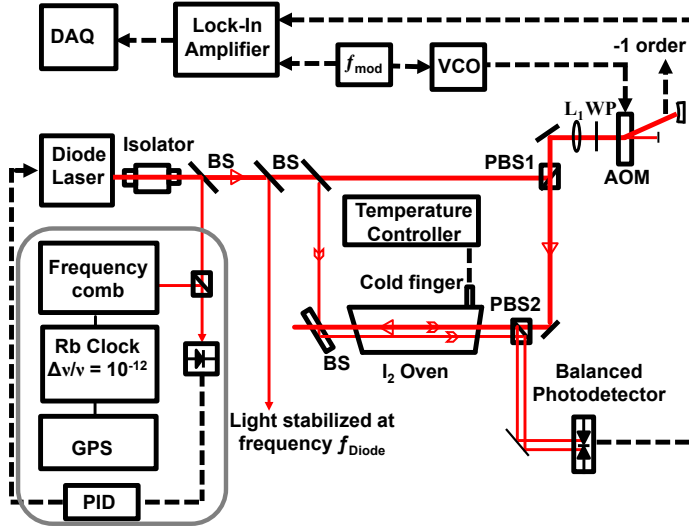 DAQ
Lock-In
Amplifier
fmod
VCO
-1 order
L1 WP
AOM
Diode
Laser
Isolator
BS
BS
PBS1
Temperature
Controller
Cold finger
PBS2
Frequency
comb
Rb Clock
Δν/ν = 10-12
GPS
PID
BS
I2 Oven
Light stabilized at
frequency fDiode
Balanced
Photodetector